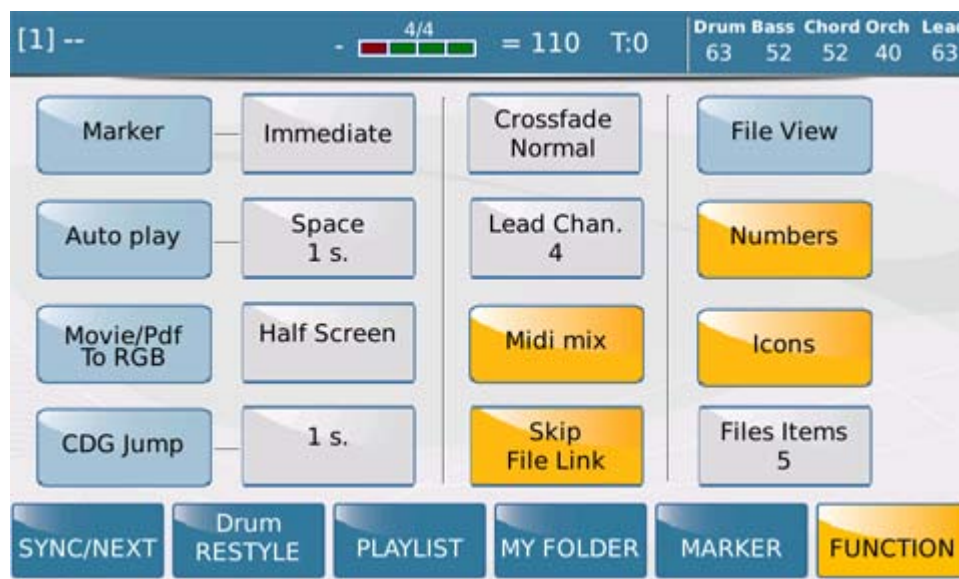 [1] --
4/4
- = 110 T:0
Drum Bass Chord Orch Lead
63 52 52 40 63
Marker
Immediate
Crossfade
Normal
File View
Auto play
Space
1 s.
Lead Chan.
4
Numbers
Movie/Pdf
To RGB
Half Screen
Midi mix
Icons
CDG Jump
1 s.
Skip
File Link
Files Items
5
SYNC/NEXT
Drum
RESTYLE
PLAYLIST
MY FOLDER
MARKER
FUNCTION